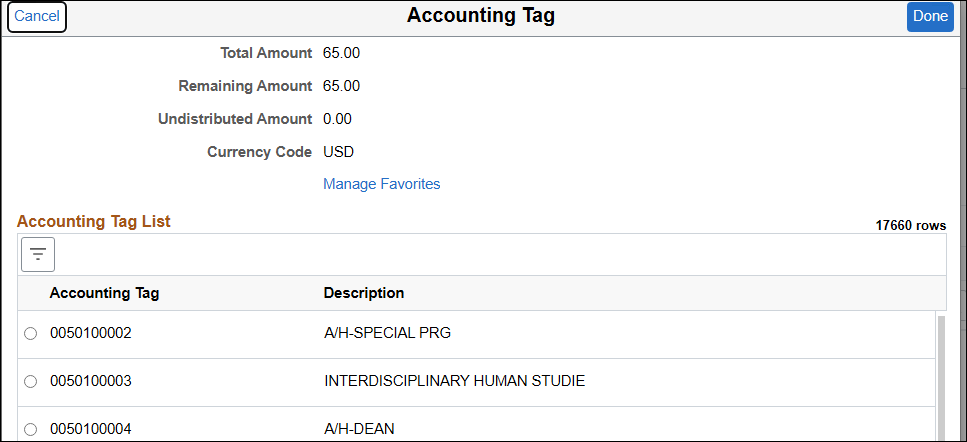 Cancel Accounting Tag Done
Total Amount 65.00
Remaining Amount 65.00
Undistributed Amount 0.00
Currency Code USD
Manage Favorites
Accounting Tag List 17660 rows
Accounting Tag Description
0050100002 A/H-SPECIAL PRG
0050100003 INTERDISCIPLINARY HUMAN STUDIE
0050100004 A/H-DEAN